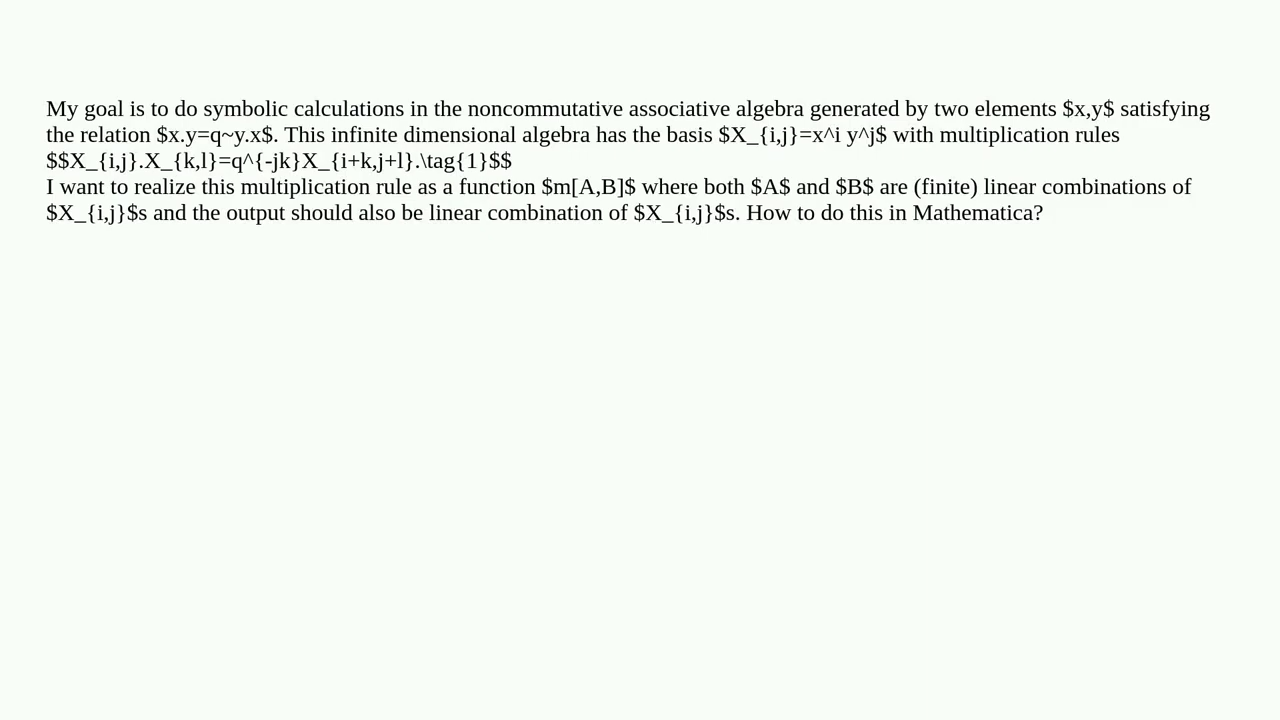 My goal is to do symbolic calculations in the noncommutative associative algebra generated by two elements $x,y$ satisfying
the relation $x.y=q~y.x$. This infinite dimensional algebra has the basis $X_{i,j}=x^i y^j$ with multiplication rules
$$X_{i,j}.X_{k,l}=q^{-jk}X_{i+k,j+l}.\tag{1}$$
I want to realize this multiplication rule as a function $m[A,B]$ where both $A$ and $B$ are (finite) linear combinations of
$X_{i,j}$s and the output should also be linear combination of $X_{i,j}$s. How to do this in Mathematica?